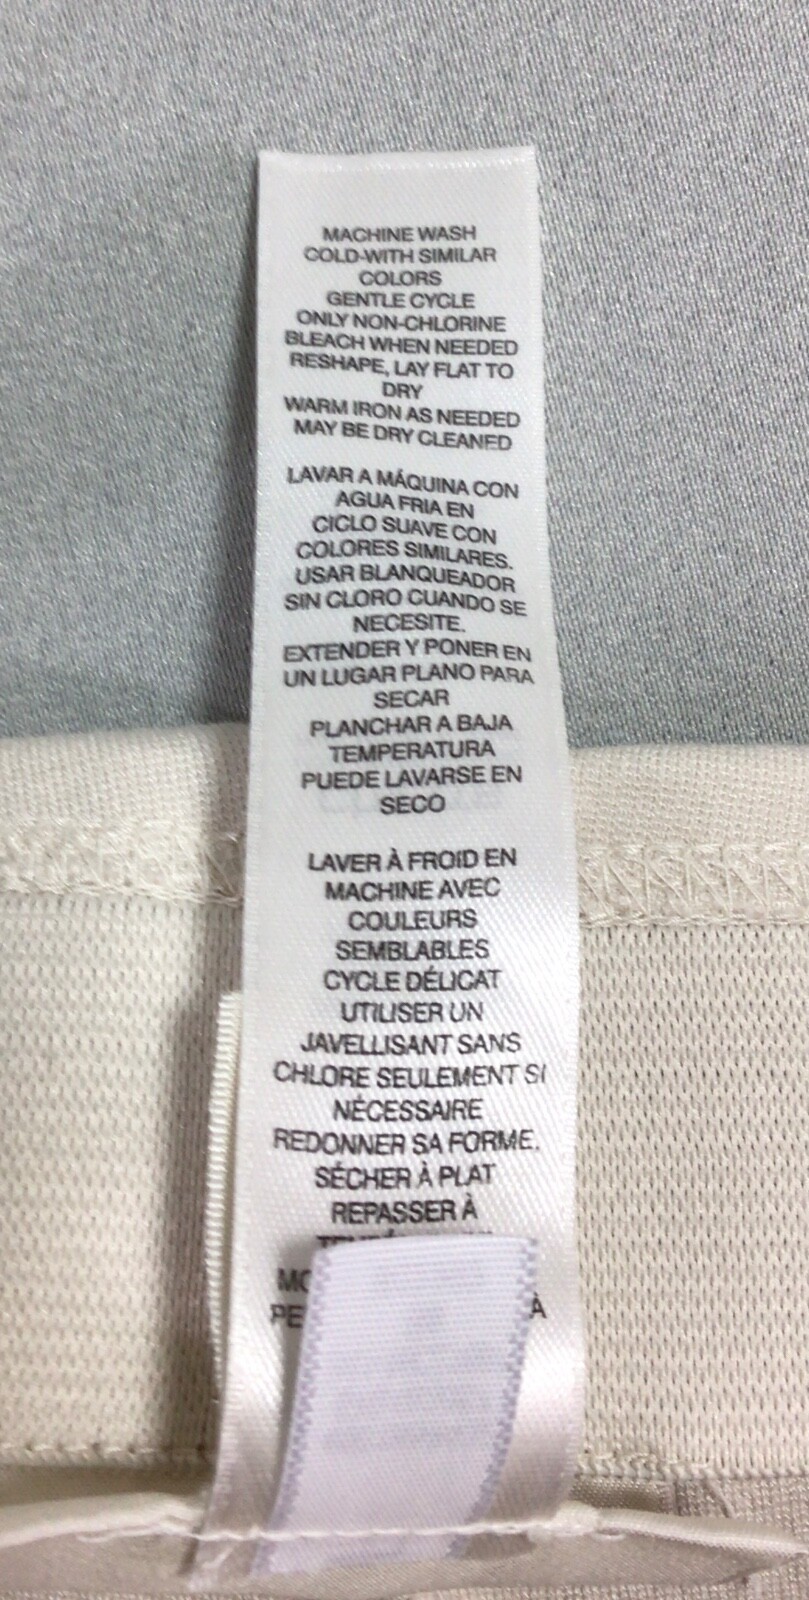 MACHINE WASH
COLD-WITH SIMILAR
COLORS
GENTLE CYCLE
ONLY NON-CHLORINE
BLEACH WHEN NEEDED
RESHAPE, LAY FLAT TO
DRY
WARM IRON AS NEEDED
MAY BE DRY CLEANED
LAVAR A MÁQUINA CON
AGUA FRIA EN
CICLO SUAVE CON
COLORES SIMILARES.
USAR BLANQUEADOR
SIN CLORO CUANDO SE
NECESITE.
EXTENDER Y PONER EN
UN LUGAR PLANO PARA
SECAR
PLANCHAR A BAJA
TEMPERATURA
PUEDE LAVARSE EN
SECO
LAVER À FROID EN
MACHINE AVEC
COULEURS
SEMBLABLES
CYCLE DÉLICAT
UTILISER UN
JAVELLISANT SANS
CHLORE SEULEMENT SI
NÉCESSAIRE
REDONNER SA FORME.
SÉCHER À PLAT
REPASSER À
À